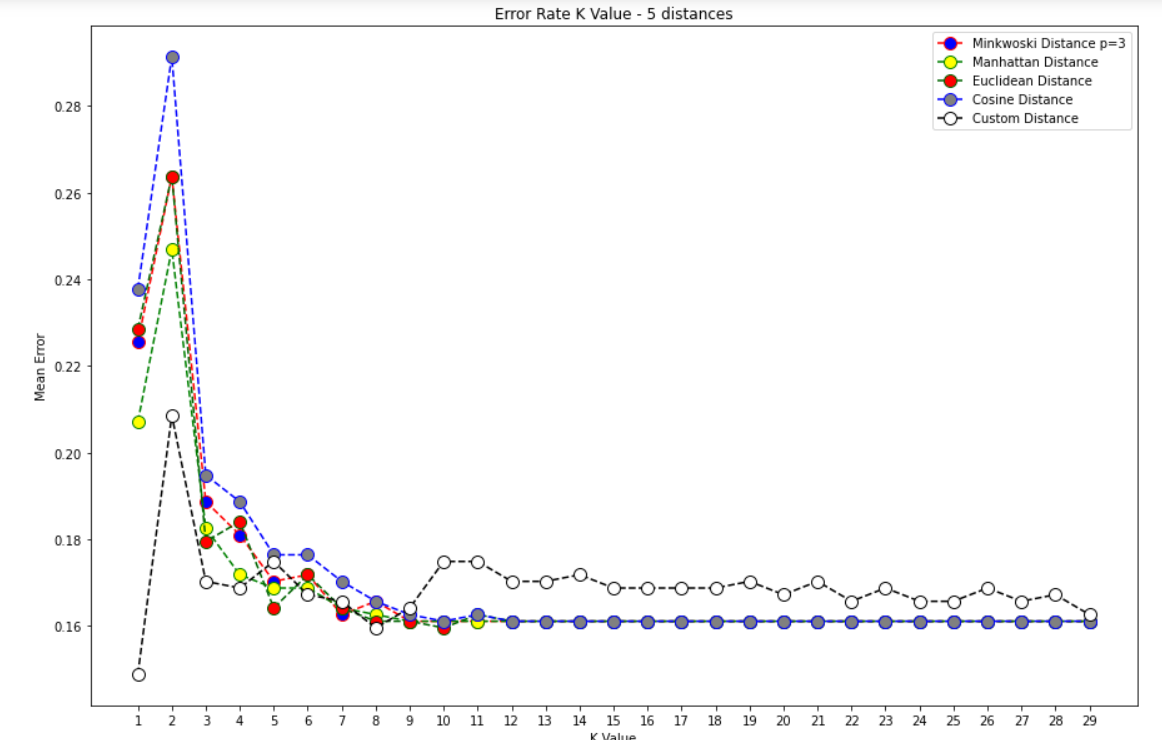 Error Rate K Value - 5 distances
Minkwoski Distance p=3
Manhattan Distance
Euclidean Distance
Cosine Distance
Custom Distance
0.28
0.26
0.24
0.22
0.20
0.18
0.16
Mean Error
1 2 3 4 5 6 7 8 9 10 11 12 13 14 15 16 17 18 19 20 21 22 23 24 25 26 27 28 29
K Value